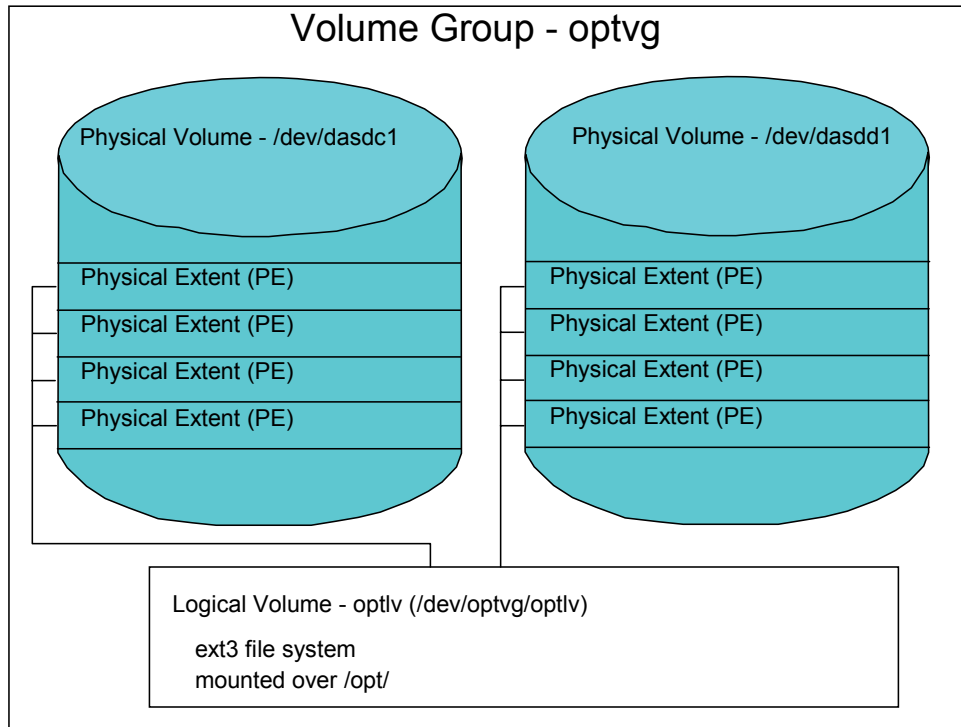 Volume Group - optvg
Physical Volume - /dev/dasdc1
Physical Extent (PE)
Physical Extent (PE)
Physical Extent (PE)
Physical Extent (PE)
Physical Volume - /dev/dasdd1
Physical Extent (PE)
Physical Extent (PE)
Physical Extent (PE)
Physical Extent (PE)
Logical Volume - optlv (/dev/optvg/optlv)
ext3 file system
mounted over /opt/